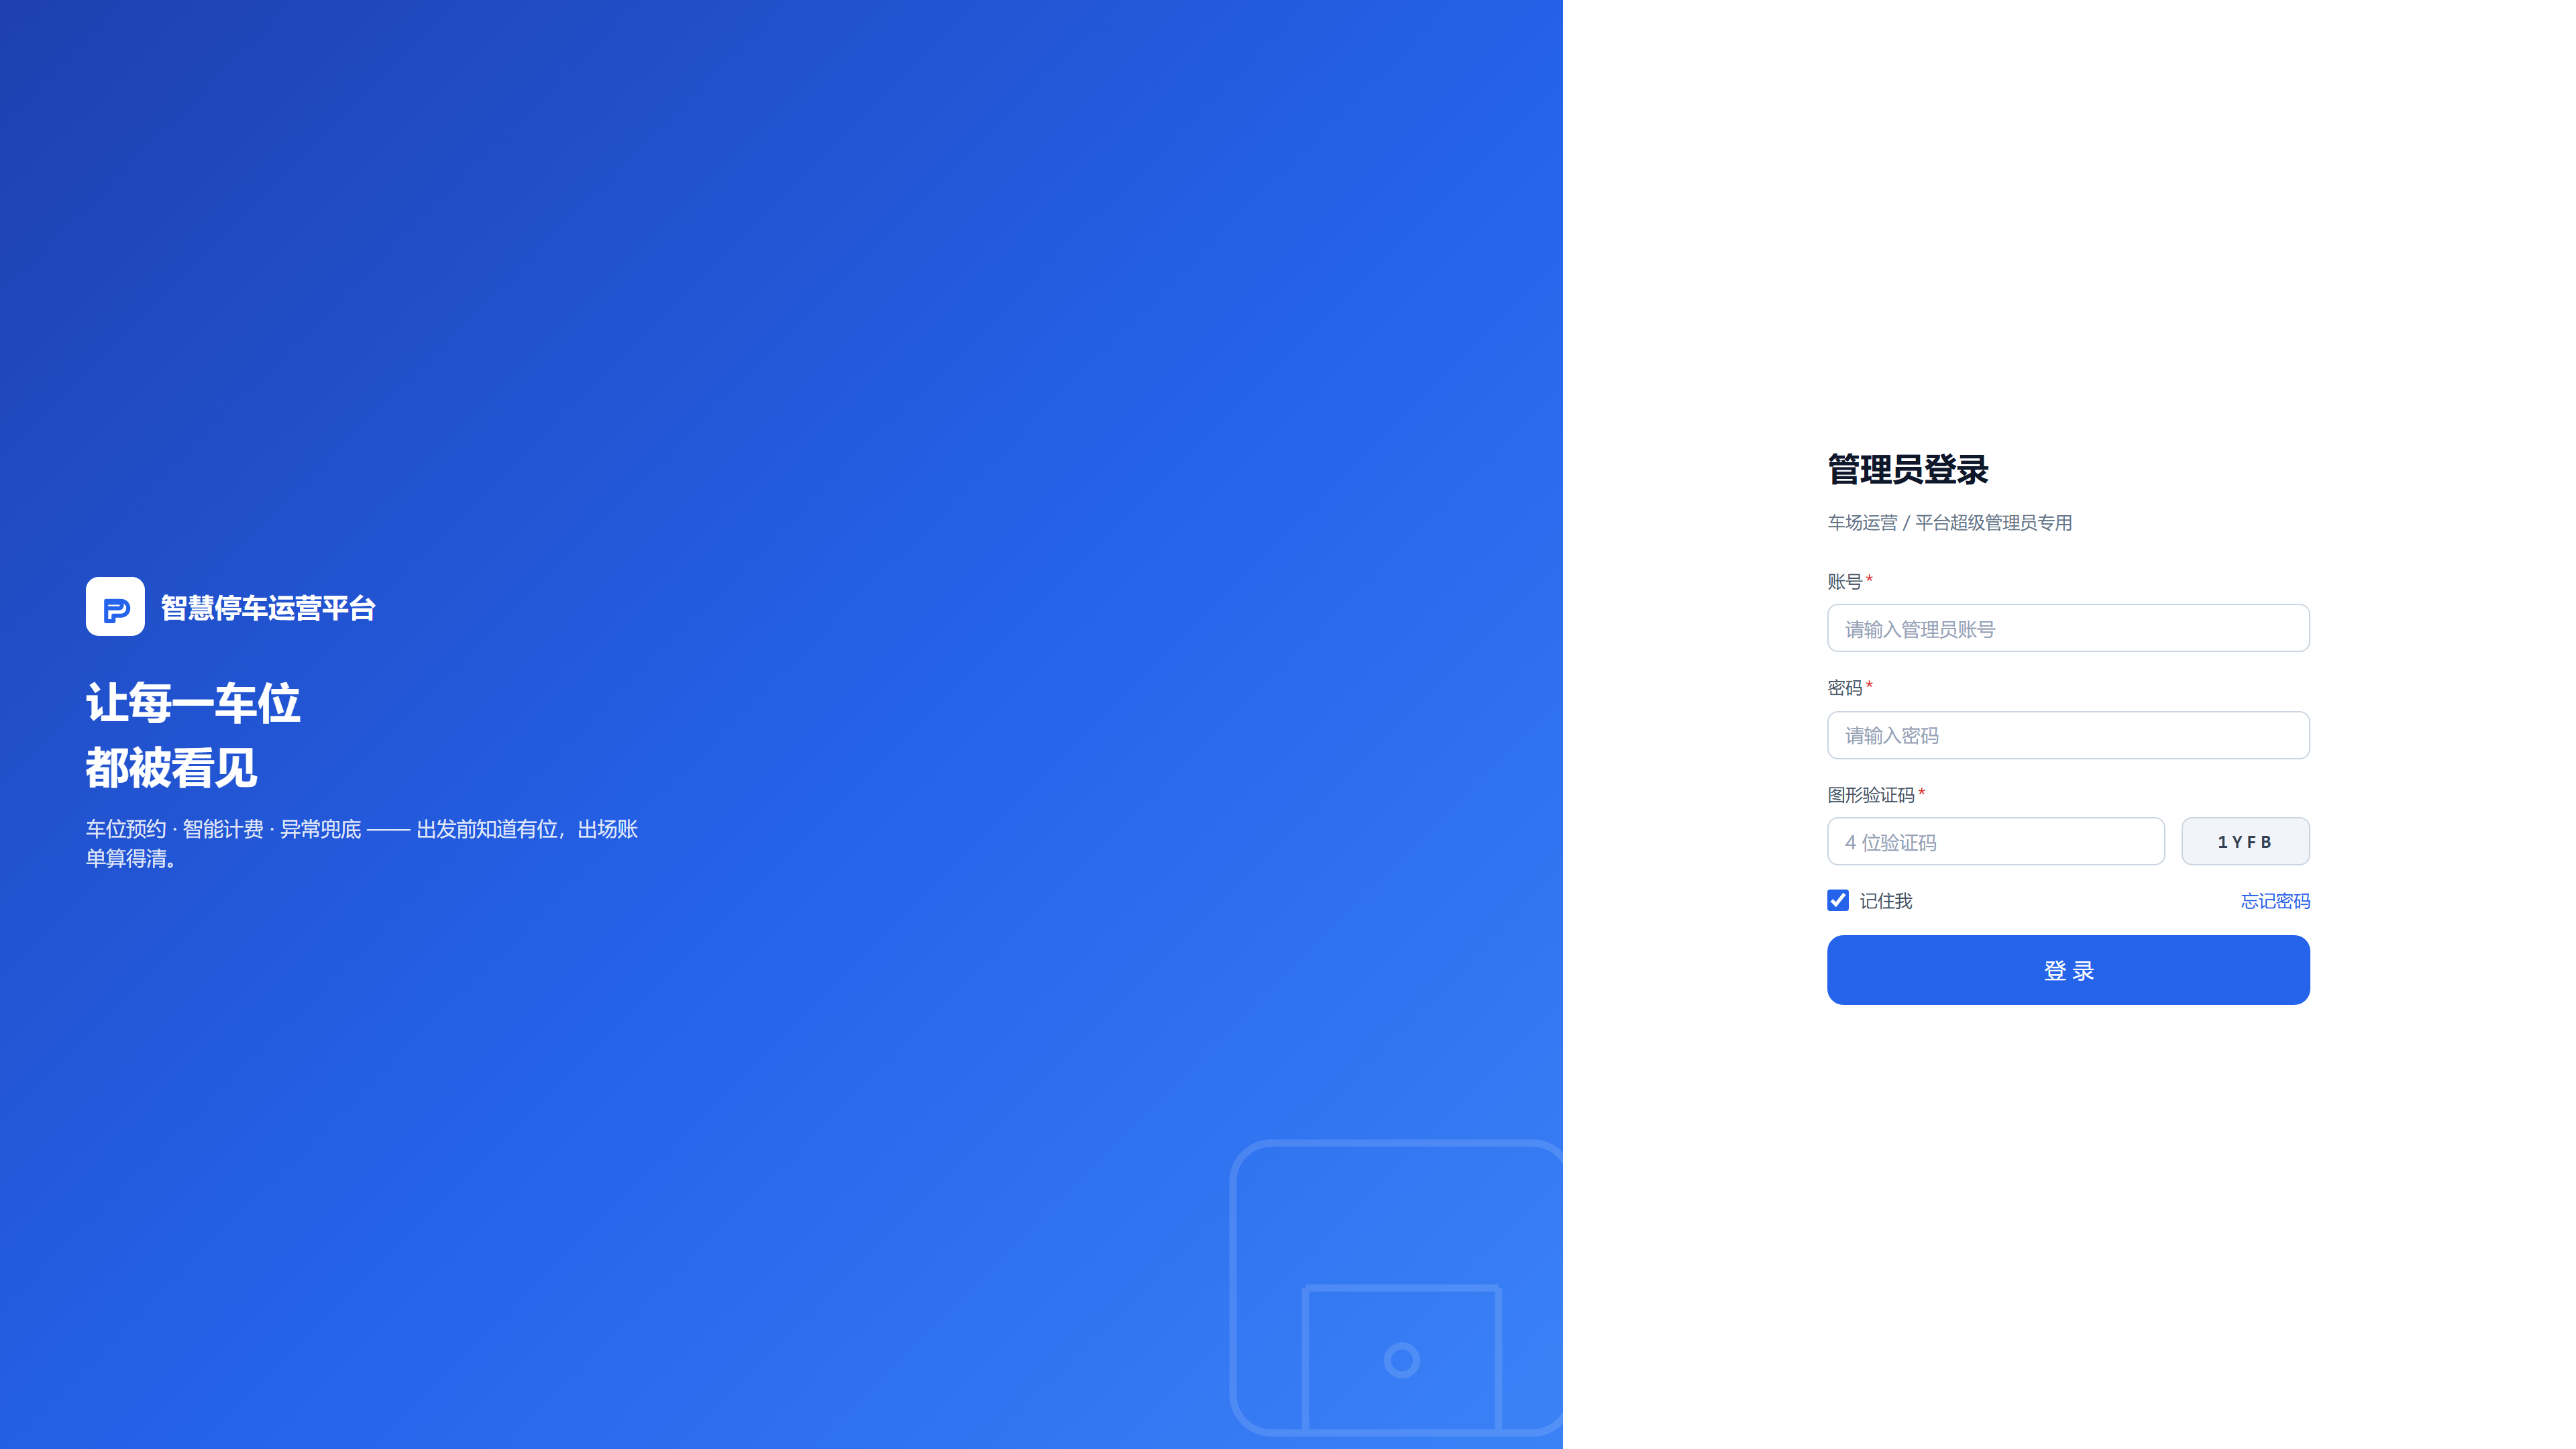 智慧停车运营平台
让每一车位
都被看见
车位预约 · 智能计费 · 异常兜底 —— 出发前知道有位，出场账
单算得清。
管理员登录
车场运营 / 平台超级管理员专用
账号 *
请输入管理员账号
密码 *
请输入密码
图形验证码 *
4 位验证码
1YFB
记住我
忘记密码
登 录